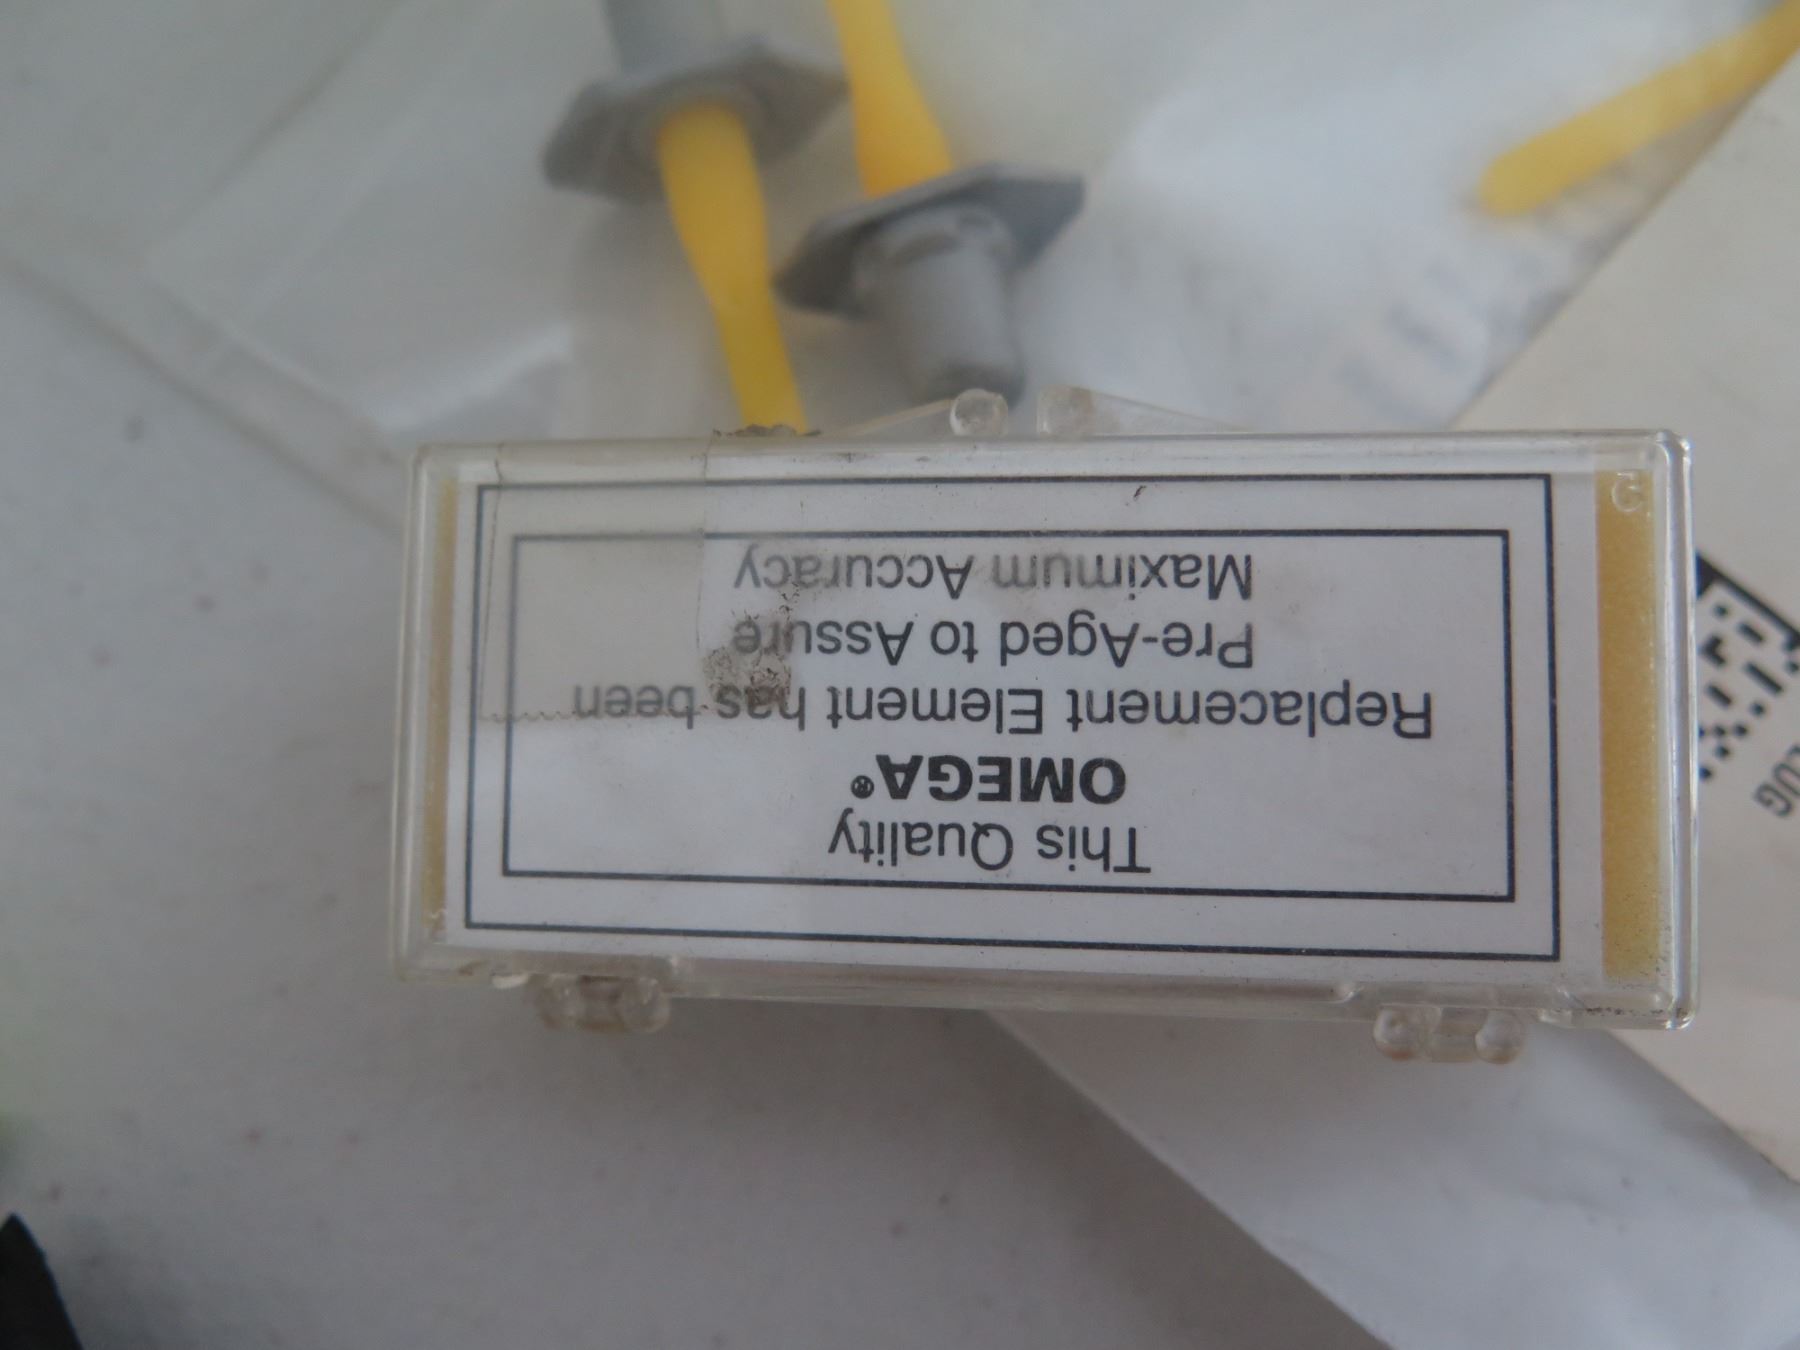 This Quality
OMEGA®
Replacement Element has been
Pre-Aged to Assure
Maximum Accuracy